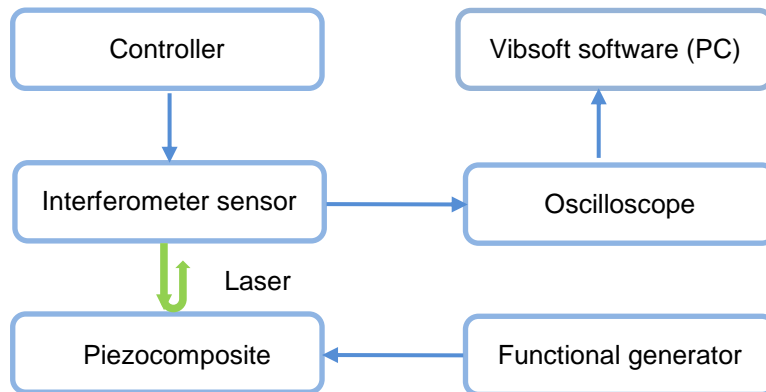 Controller
Vibsoft software (PC)
Interferometer sensor
Oscilloscope
Laser
Piezocomposite
Functional generator